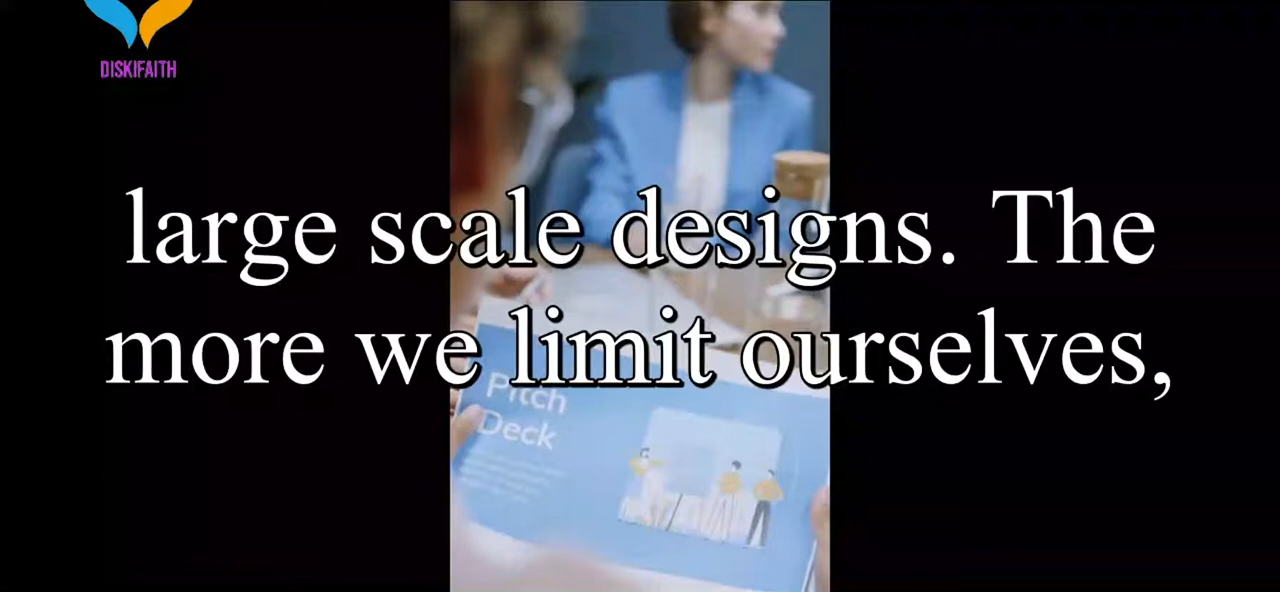 DISKIFAITH
large scale designs. The
more we limit ourselves,
Pitch
Deck